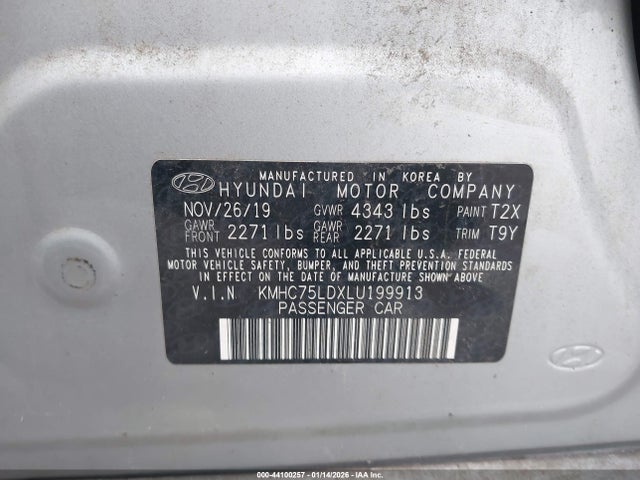 MANUFACTURED IN KOREA BY
HYUNDAI MOTOR COMPANY
NOV/26/19 GVWR 4343 lbs PAINT T2X
GAWR FRONT 2271 lbs GAWR REAR 2271 lbs TRIM T9Y
THIS VEHICLE CONFORMS TO ALL APPLICABLE U.S.A. FEDERAL
MOTOR VEHICLE SAFETY, BUMPER, AND THEFT PREVENTION STANDARDS
IN EFFECT ON THE DATE OF MANUFACTURE SHOWN ABOVE.
V.I.N KMHC75LDXLU199913
PASSENGER CAR
000-44100257 - 01/14/2026 - IAAI.COM